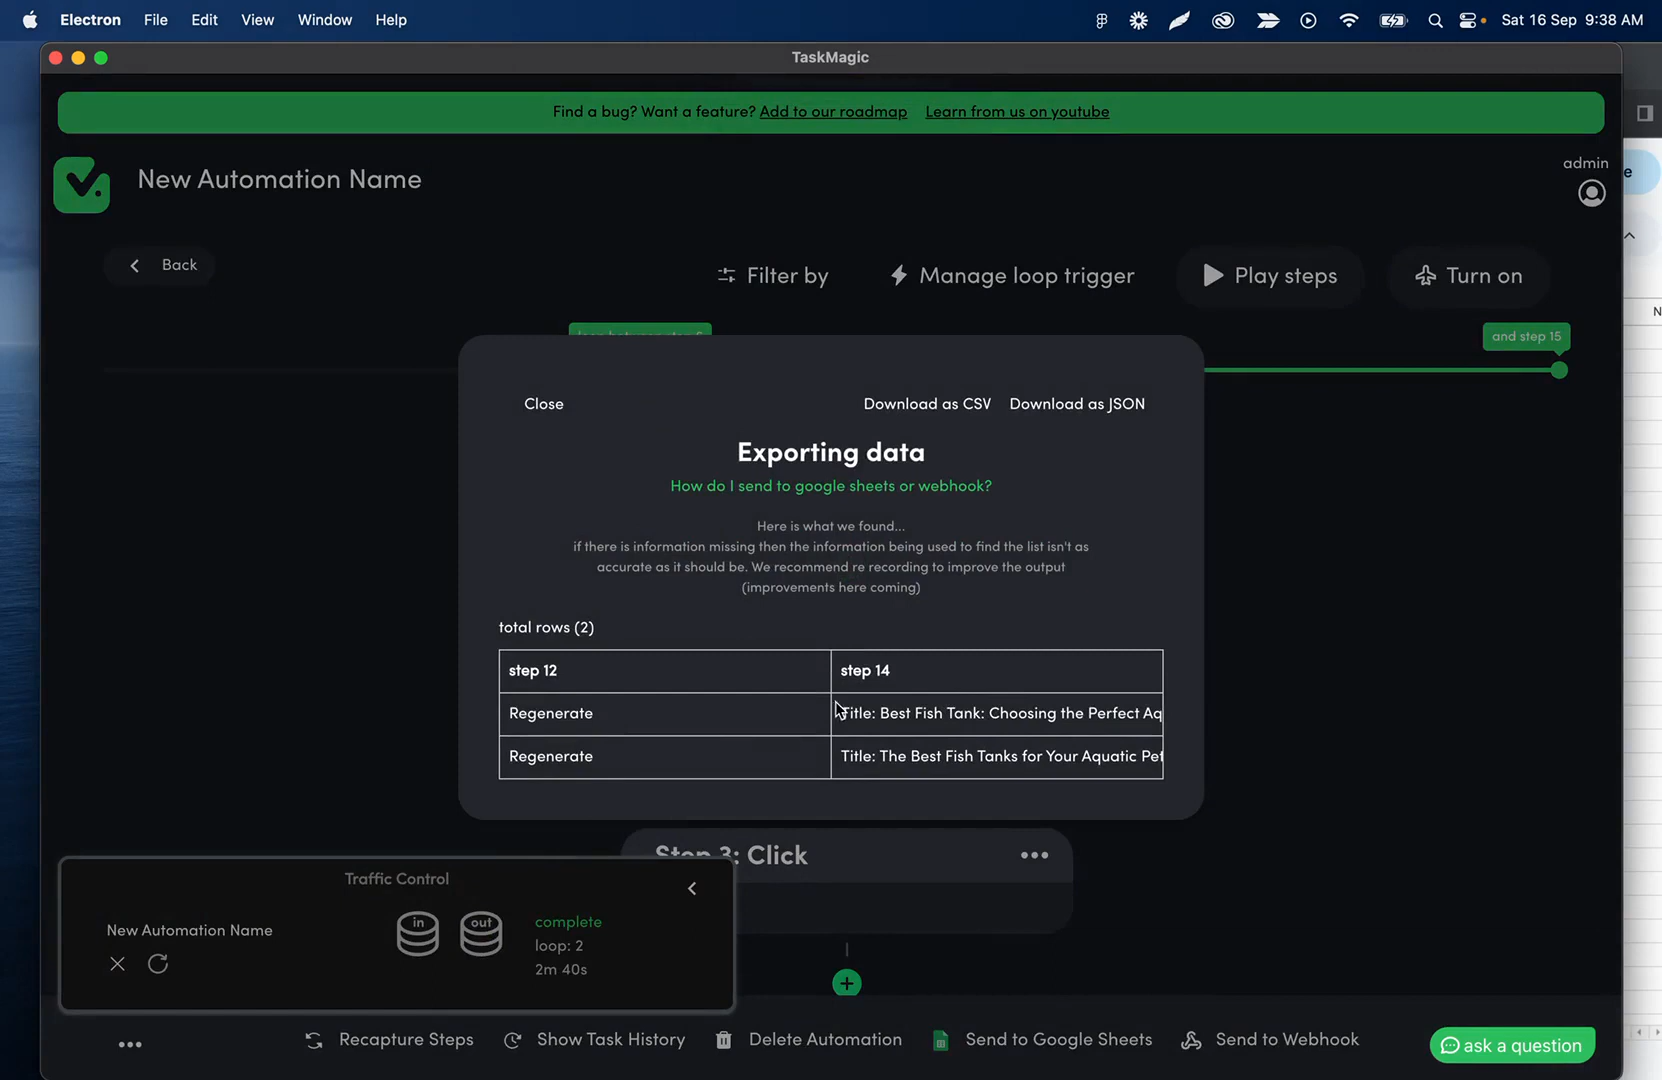 Electron File Edit View Window Help Sat 16 Sep 9:38 AM
TaskMagic
Find a bug? Want a feature? Add to our roadmap Learn from us on youtube
New Automation Name
admin
Back
Filter by
Manage loop trigger
Play steps
Turn on
and step 15
Close
Download as CSV
Download as JSON
Exporting data
How do I send to google sheets or webhook?
Here is what we found...
if there is information missing then the information being used to find the list isn't as
accurate as it should be. We recommend re recording to improve the output
(improvements here coming)
total rows (2)
step 12 step 14
Regenerate Title: Best Fish Tank: Choosing the Perfect Aq
Regenerate Title: The Best Fish Tanks for Your Aquatic Pet
Step 3: Click
Traffic Control
New Automation Name
in
out
complete
loop: 2
2m 40s
Recapture Steps
Show Task History
Delete Automation
Send to Google Sheets
Send to Webhook
ask a question